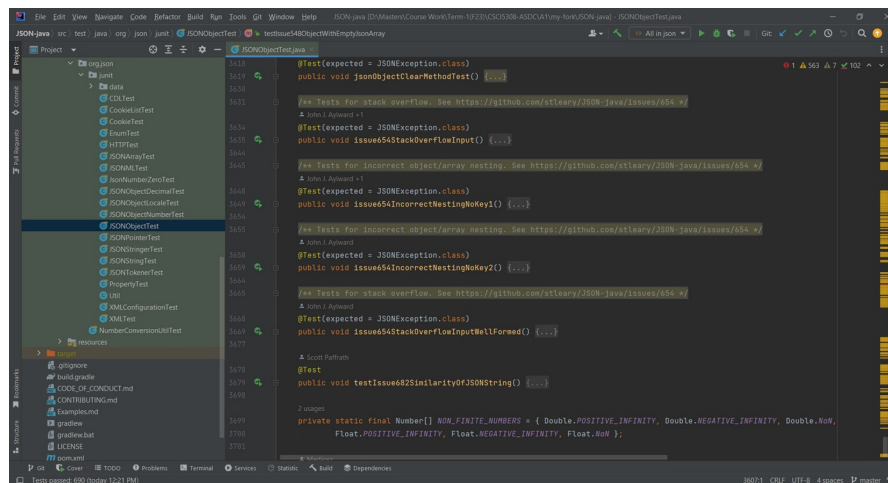 File Edit View Navigate Code Refactor Build Run Tools Git Window Help JSON-java [D:\Masters\Course Work\Term-1(F23)\CSCI5308-ASDC\A1\my-fork\JSON-java] - JSONObjectTest.java
JSON-java src test java org json junit JSONObjectTest testIssue548ObjectWithEmptyJsonArray
All in json
Git:
Project
JSONObjectTest.java
org.json
junit
data
CDLTest
CookieListTest
CookieTest
EnumTest
HTTPTest
JSONArrayTest
JSONMLTest
JsonNumberZeroTest
JSONObjectDecimalTest
JSONObjectLocaleTest
JSONObjectNumberTest
JSONObjectTest
JSONPointerTest
JSONStringerTest
JSONStringTest
JSONTokenerTest
PropertyTest
Util
XMLConfigurationTest
XMLTest
NumberConversionUtilTest
resources
target
.gitignore
build.gradle
CODE_OF_CONDUCT.md
CONTRIBUTING.md
Examples.md
gradlew
gradlew.bat
LICENSE
pom.xml
Project
Commit
Pull Requests
Bookmarks
Structure
1 563 7 102
3618 @Test(expected = JSONException.class)
3619 public void jsonObjectClearMethodTest() {...}
3630
3631 /** Tests for stack overflow. See https://github.com/stleary/JSON-java/issues/654 */
John J. Aylward +1
3634 @Test(expected = JSONException.class)
3635 public void issue654StackOverflowInput() {...}
3644
3645 /** Tests for incorrect object/array nesting. See https://github.com/stleary/JSON-java/issues/654 */
John J. Aylward +1
3648 @Test(expected = JSONException.class)
3649 public void issue654IncorrectNestingNoKey1() {...}
3654
3655 /** Tests for incorrect object/array nesting. See https://github.com/stleary/JSON-java/issues/654 */
John J. Aylward
3658 @Test(expected = JSONException.class)
3659 public void issue654IncorrectNestingNoKey2() {...}
3664
3665 /** Tests for stack overflow. See https://github.com/stleary/JSON-java/issues/654 */
John J. Aylward
3668 @Test(expected = JSONException.class)
3669 public void issue654StackOverflowInputWellFormed() {...}
3677
Scott Paffrath
3678 @Test
3679 public void testIssue682SimilarityOfJSONString() {...}
3698
2 usages
3699 private static final Number[] NON_FINITE_NUMBERS = { Double.POSITIVE_INFINITY, Double.NEGATIVE_INFINITY, Double.NaN,
3700 Float.POSITIVE_INFINITY, Float.NEGATIVE_INFINITY, Float.NaN };
3701
Git Cover TODO Problems Terminal Services Statistic Build Dependencies
Tests passed: 690 (today 12:21 PM) 3607:1 CRLF UTF-8 4 spaces master